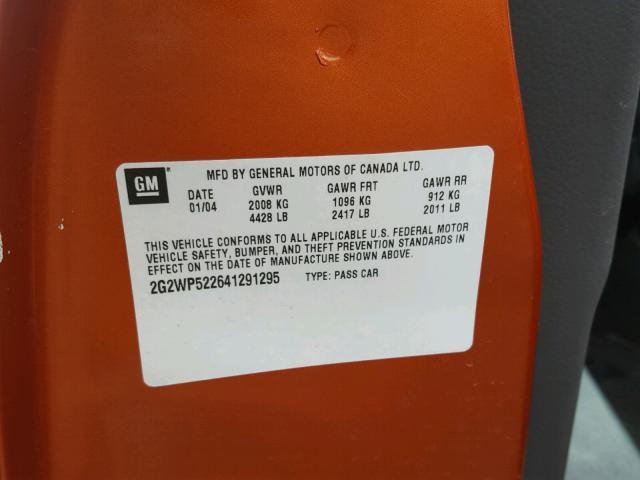 GM
MFD BY GENERAL MOTORS OF CANADA LTD.
DATE GVWR GAWR FRT GAWR RR
01/04 2008 KG 1096 KG 912 KG
4428 LB 2417 LB 2011 LB
THIS VEHICLE CONFORMS TO ALL APPLICABLE U.S. FEDERAL MOTOR
VEHICLE SAFETY, BUMPER, AND THEFT PREVENTION STANDARDS IN
EFFECT ON THE DATE OF MANUFACTURE SHOWN ABOVE.
2G2WP522641291295 TYPE: PASS CAR